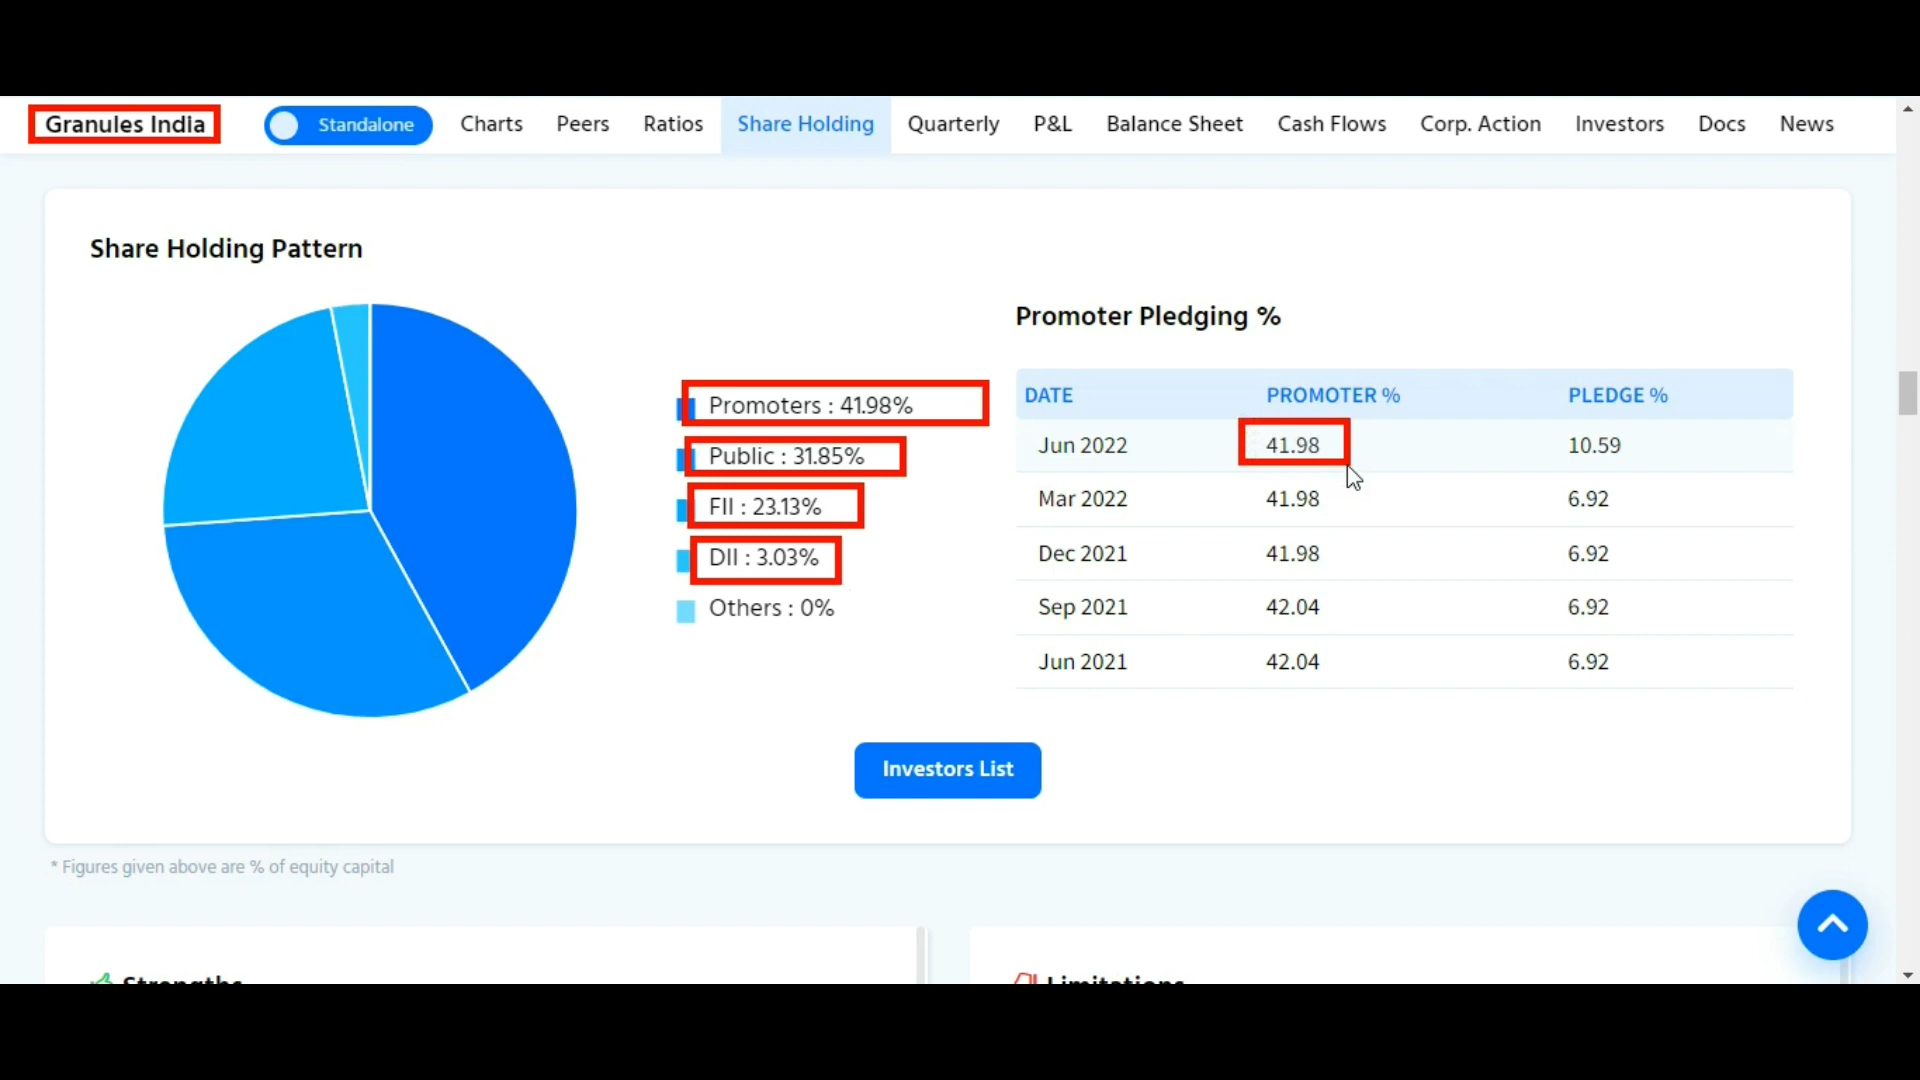 Granules India Standalone Charts Peers Ratios Share Holding Quarterly P&L Balance Sheet Cash Flows Corp. Action Investors Docs News
Share Holding Pattern
Promoters : 41.98%
Public : 31.85%
FII : 23.13%
DII : 3.03%
Others : 0%
Promoter Pledging %
DATE PROMOTER % PLEDGE %
Jun 2022 41.98 10.59
Mar 2022 41.98 6.92
Dec 2021 41.98 6.92
Sep 2021 42.04 6.92
Jun 2021 42.04 6.92
Investors List
* Figures given above are % of equity capital
Strengths
Limitations